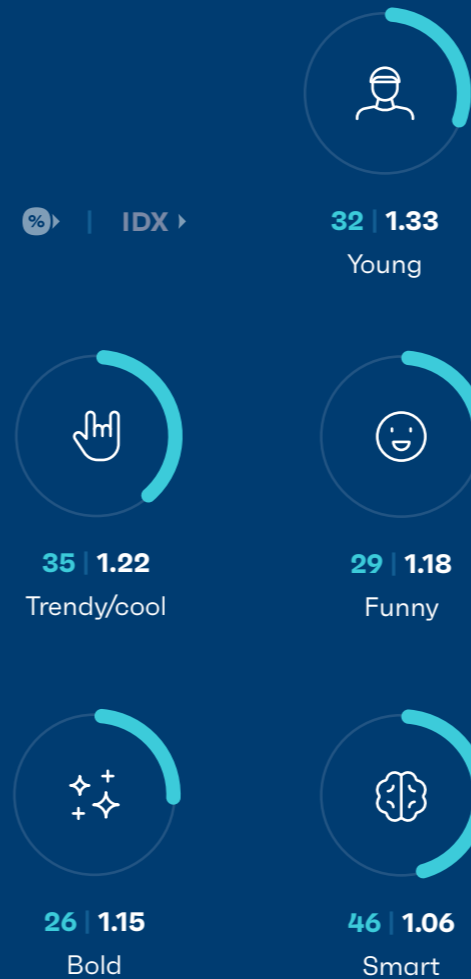 % | IDX
32 | 1.33
Young
35 | 1.22
Trendy/cool
29 | 1.18
Funny
26 | 1.15
Bold
46 | 1.06
Smart